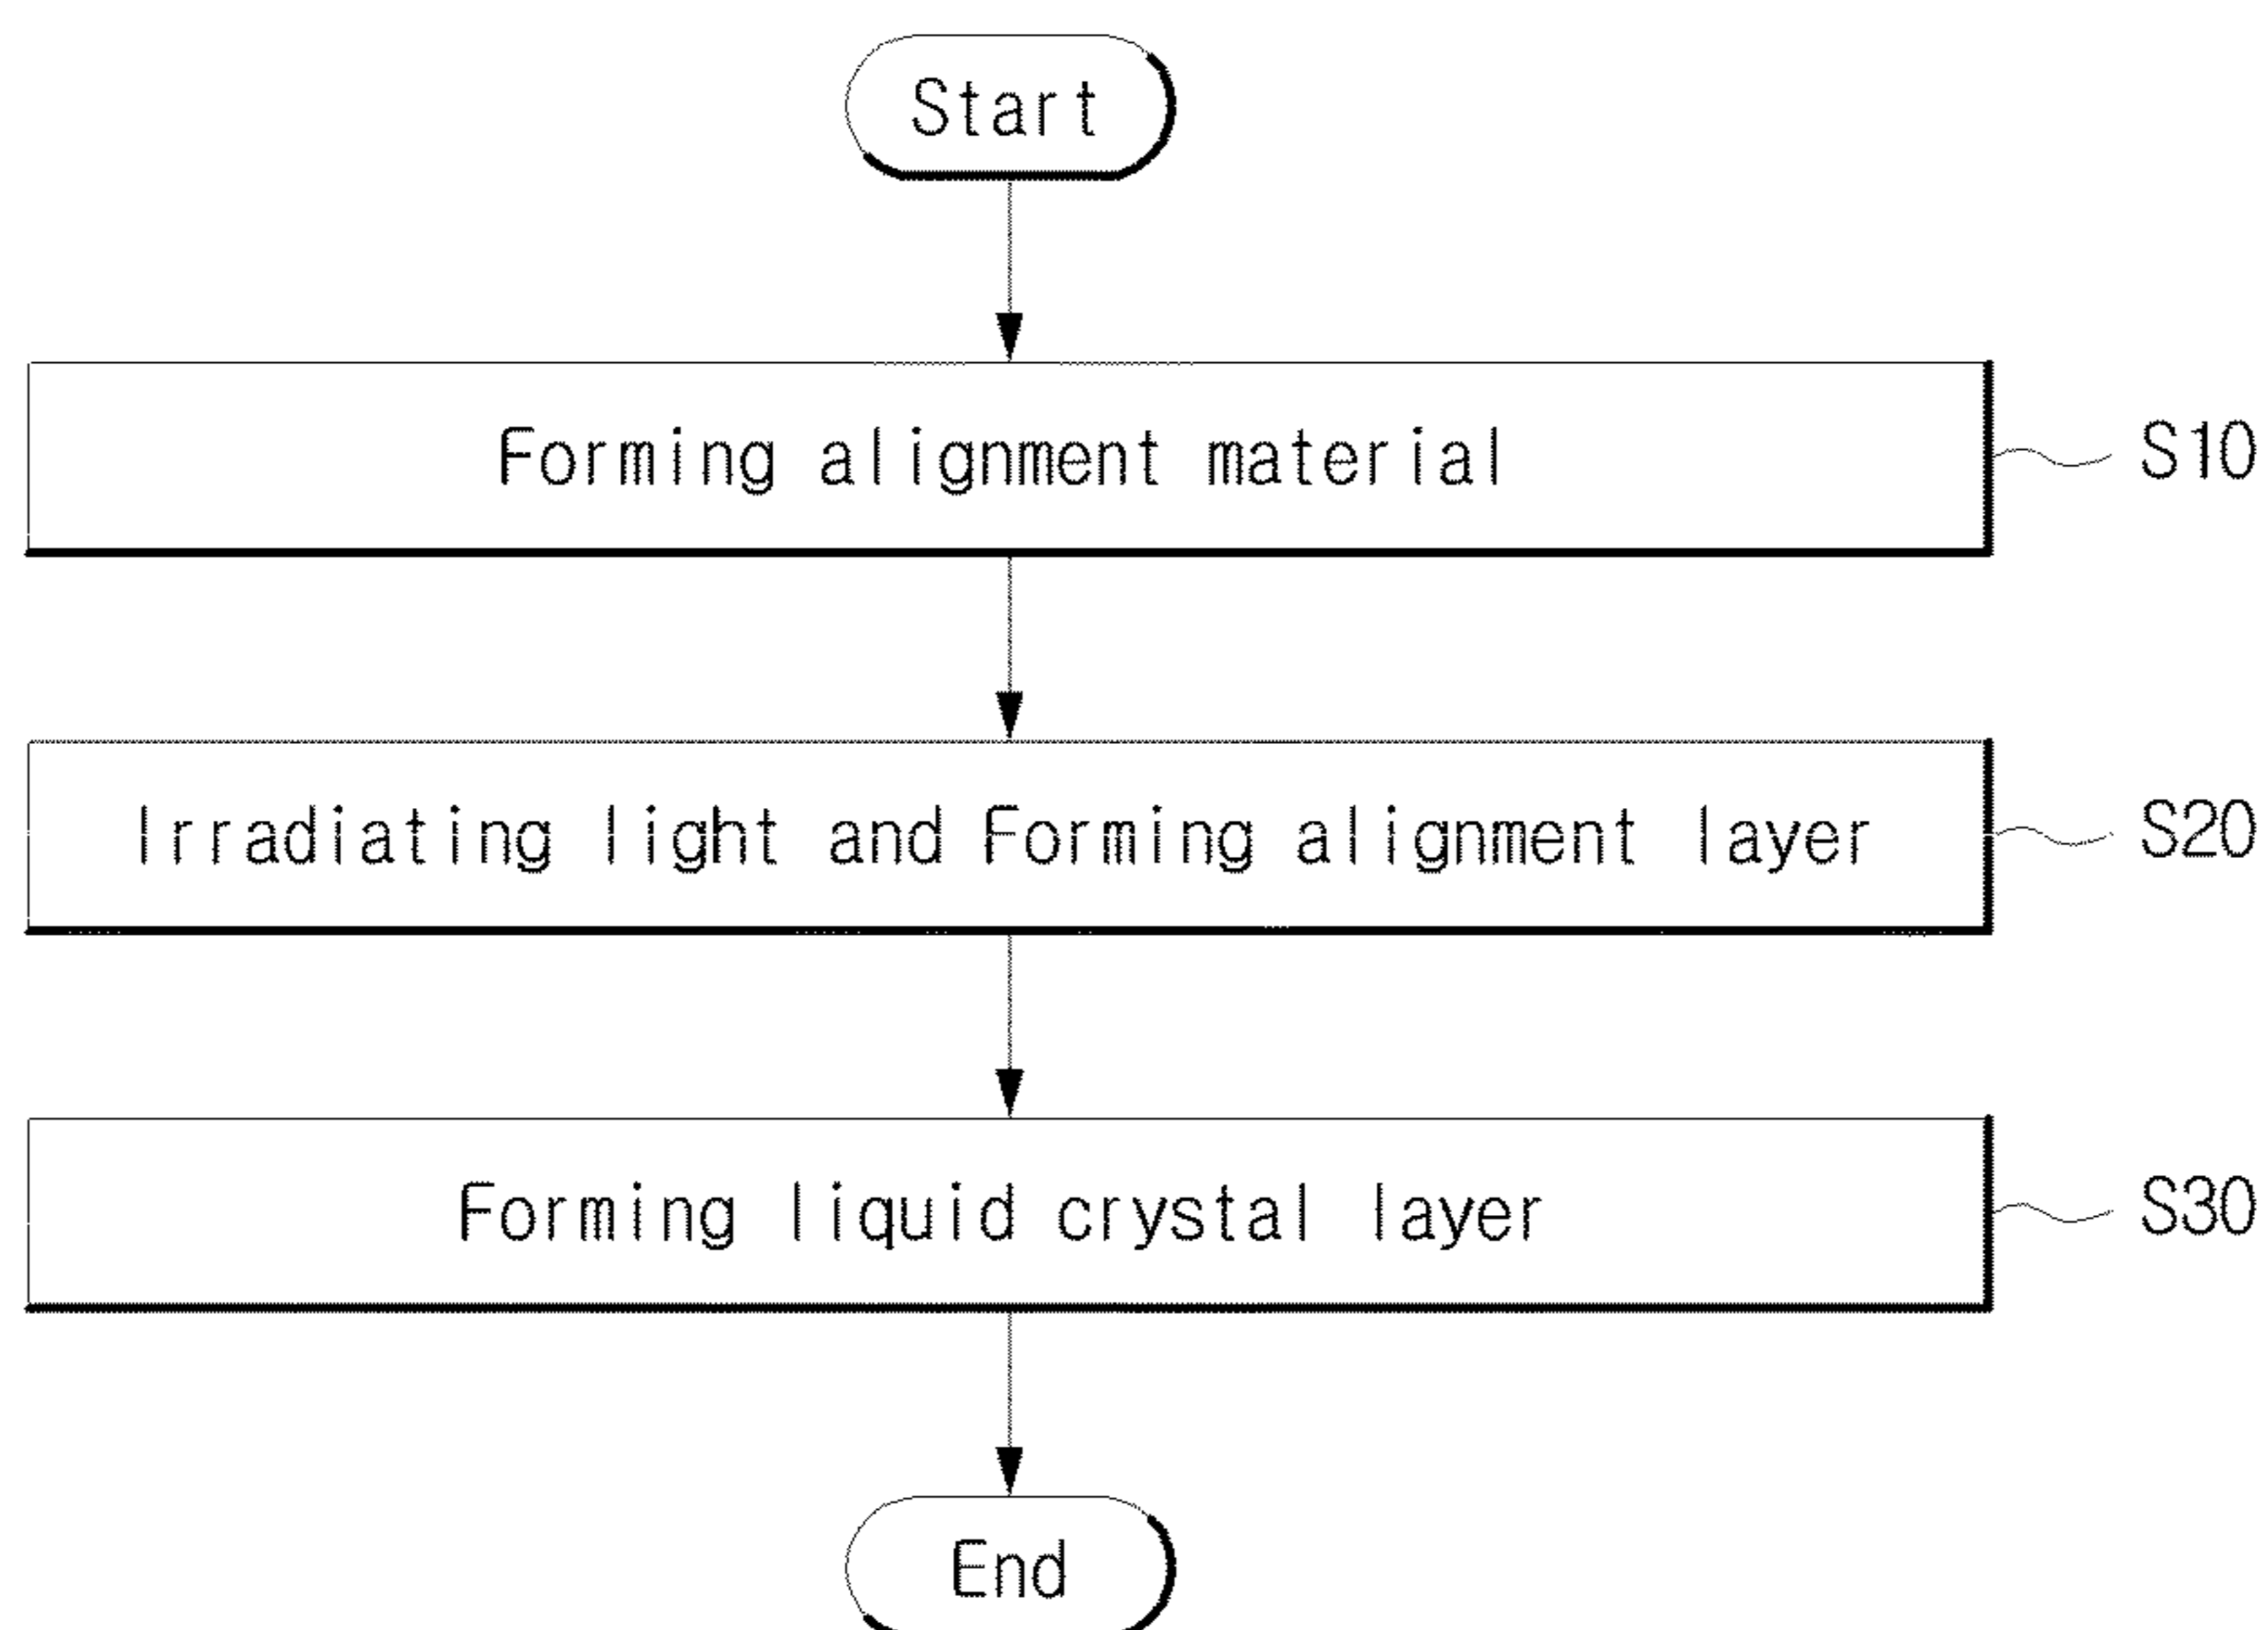 Start
Forming alignment material
S10
Irradiating light and Forming alignment layer
S20
Forming liquid crystal layer
S30
End